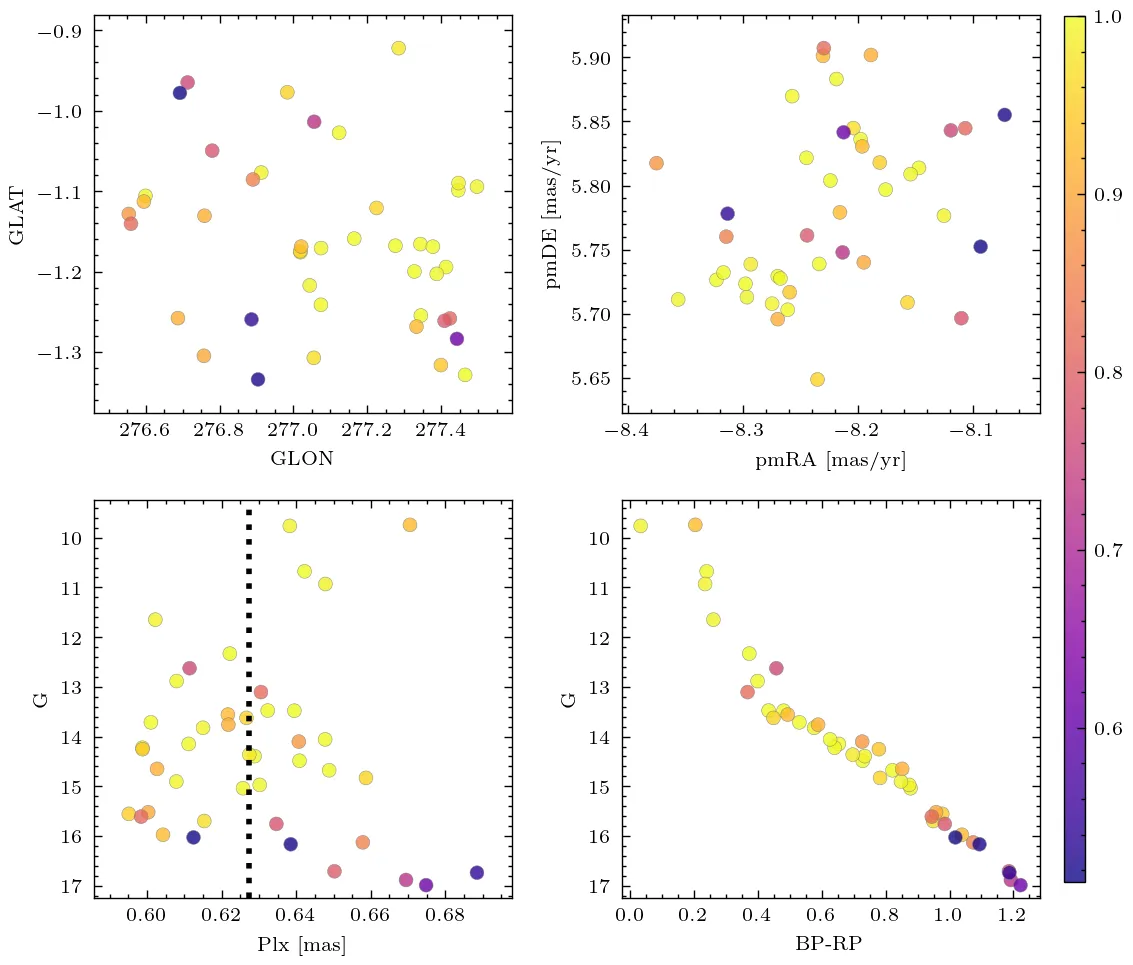 −0.9
−1.0
−1.1
−1.2
−1.3
GLAT
276.6 276.8 277.0 277.2 277.4
GLON
5.90
5.85
5.80
5.75
5.70
5.65
pmDE [mas/yr]
−8.4 −8.3 −8.2 −8.1
pmRA [mas/yr]
10
11
12
13
14
15
16
17
G
0.60 0.62 0.64 0.66 0.68
Plx [mas]
10
11
12
13
14
15
16
17
G
0.0 0.2 0.4 0.6 0.8 1.0 1.2
BP-RP
1.0
0.9
0.8
0.7
0.6